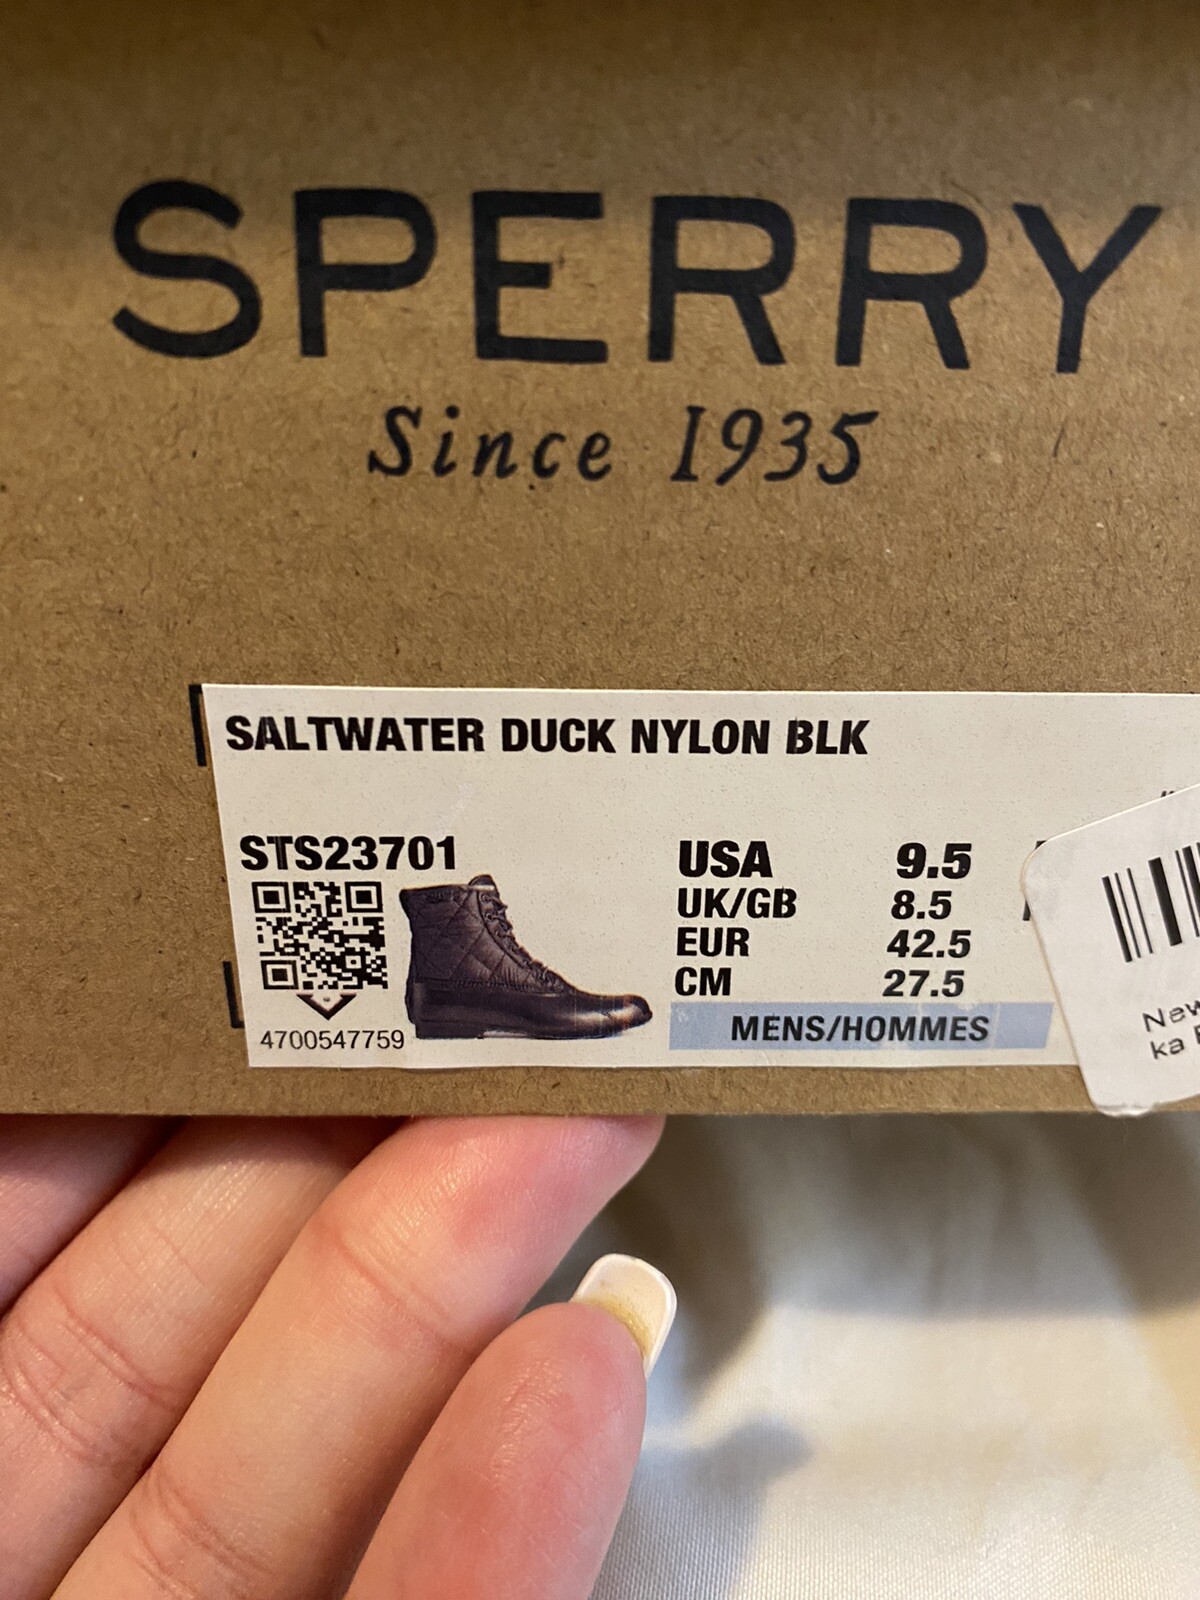 SPERRY
Since 1935
SALTWATER DUCK NYLON BLK
STS23701
USA 9.5
UK/GB 8.5
EUR 42.5
CM 27.5
MENS/HOMMES
4700547759